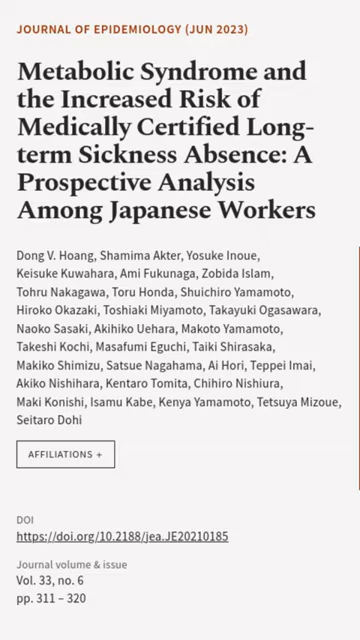 JOURNAL OF EPIDEMIOLOGY (JUN 2023)
Metabolic Syndrome and
the Increased Risk of
Medically Certified Long-
term Sickness Absence: A
Prospective Analysis
Among Japanese Workers
Dong V. Hoang, Shamima Akter, Yosuke Inoue,
Keisuke Kuwahara, Ami Fukunaga, Zobida Islam,
Tohru Nakagawa, Toru Honda, Shuichiro Yamamoto,
Hiroko Okazaki, Toshiaki Miyamoto, Takayuki Ogasawara,
Naoko Sasaki, Akihiko Uehara, Makoto Yamamoto,
Takeshi Kochi, Masafumi Eguchi, Taiki Shirasaka,
Makiko Shimizu, Satsue Nagahama, Ai Hori, Teppei Imai,
Akiko Nishihara, Kentaro Tomita, Chihiro Nishiura,
Maki Konishi, Isamu Kabe, Kenya Yamamoto, Tetsuya Mizoue,
Seitaro Dohi
AFFILIATIONS +
DOI
https://doi.org/10.2188/jea.JE20210185
Journal volume & issue
Vol. 33, no. 6
pp. 311 – 320